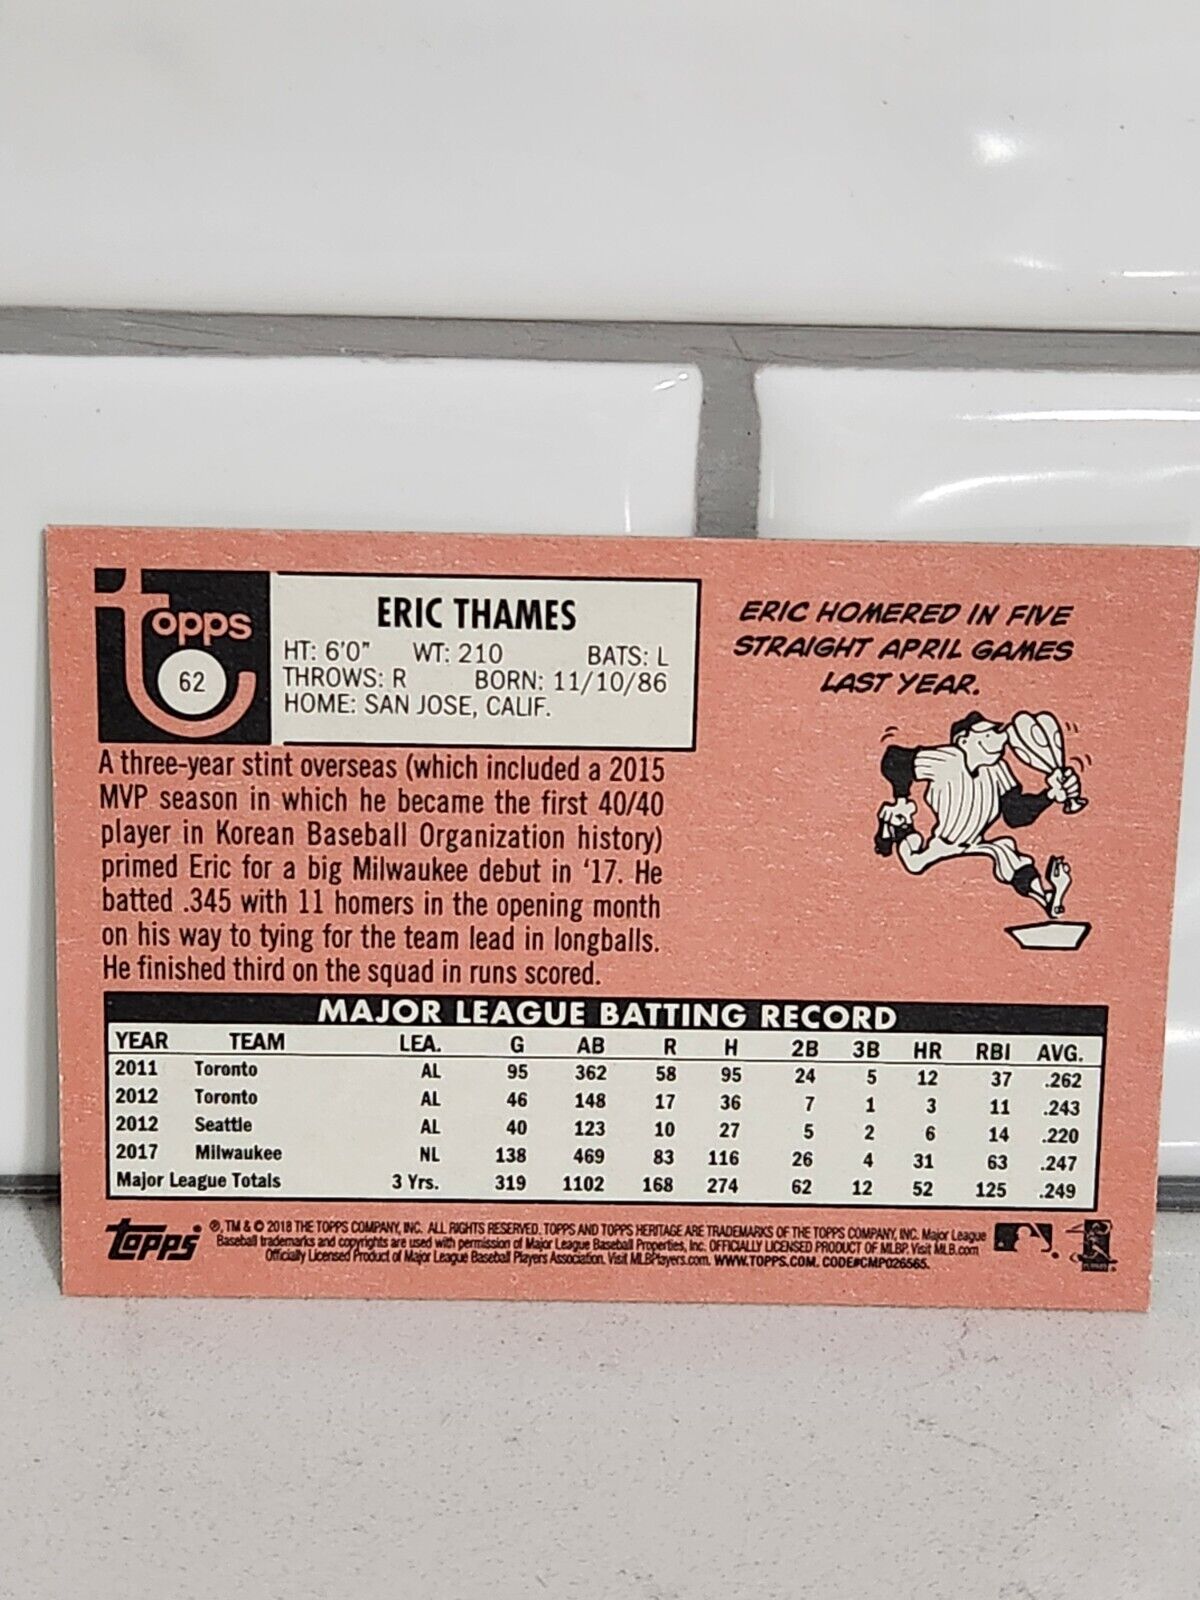 Topps
62
ERIC THAMES
HT: 6'0" WT: 210 BATS: L
THROWS: R BORN: 11/10/86
HOME: SAN JOSE, CALIF.
ERIC HOMERED IN FIVE
STRAIGHT APRIL GAMES
LAST YEAR.
A three-year stint overseas (which included a 2015
MVP season in which he became the first 40/40
player in Korean Baseball Organization history)
primed Eric for a big Milwaukee debut in '17. He
batted .345 with 11 homers in the opening month
on his way to tying for the team lead in longballs.
He finished third on the squad in runs scored.
MAJOR LEAGUE BATTING RECORD
YEAR TEAM LEA. G AB R H 2B 3B HR RBI AVG.
2011 Toronto AL 95 362 58 95 24 5 12 37 .262
2012 Toronto AL 46 148 17 36 7 1 3 11 .243
2012 Seattle AL 40 123 10 27 5 2 6 14 .220
2017 Milwaukee NL 138 469 83 116 26 4 31 63 .247
Major League Totals 3 Yrs. 319 1102 168 274 62 12 52 125 .249
Topps
®, TM & © 2018 THE TOPPS COMPANY, INC. ALL RIGHTS RESERVED. TOPPS AND TOPPS HERITAGE ARE TRADEMARKS OF THE TOPPS COMPANY, INC. Major League
Baseball trademarks and copyrights are used with permission of Major League Baseball Properties, Inc. OFFICIALLY LICENSED PRODUCT OF MLBP. Visit MLB.com
Officially Licensed Product of Major League Baseball Players Association. Visit MLBPlayers.com. WWW.TOPPS.COM. CODE#CMP026565.